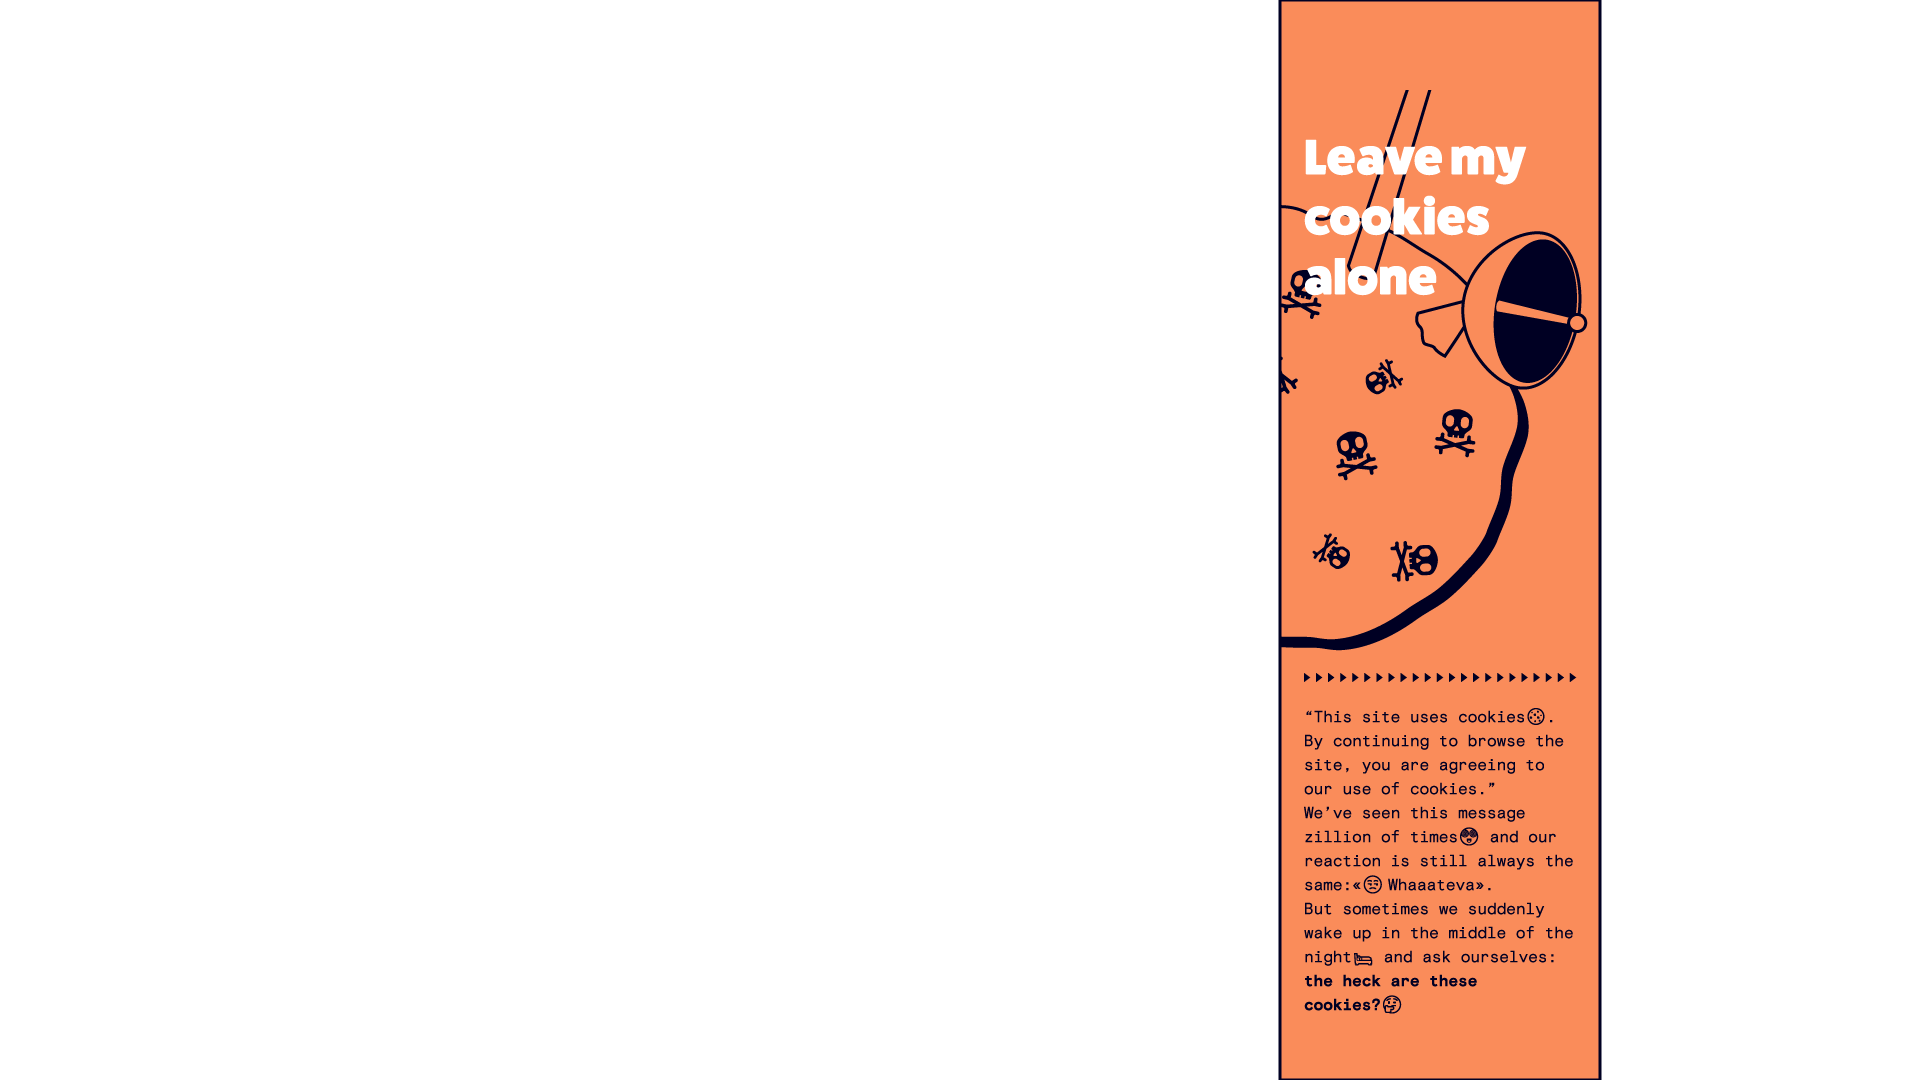 Leave my
cookies
alone
“This site uses cookies🍪.
By continuing to browse the
site, you are agreeing to
our use of cookies.”
We’ve seen this message
zillion of times😳 and our
reaction is still always the
same:«😒 Whaaateva».
But sometimes we suddenly
wake up in the middle of the
night🛏 and ask ourselves:
the heck are these
cookies?🤔